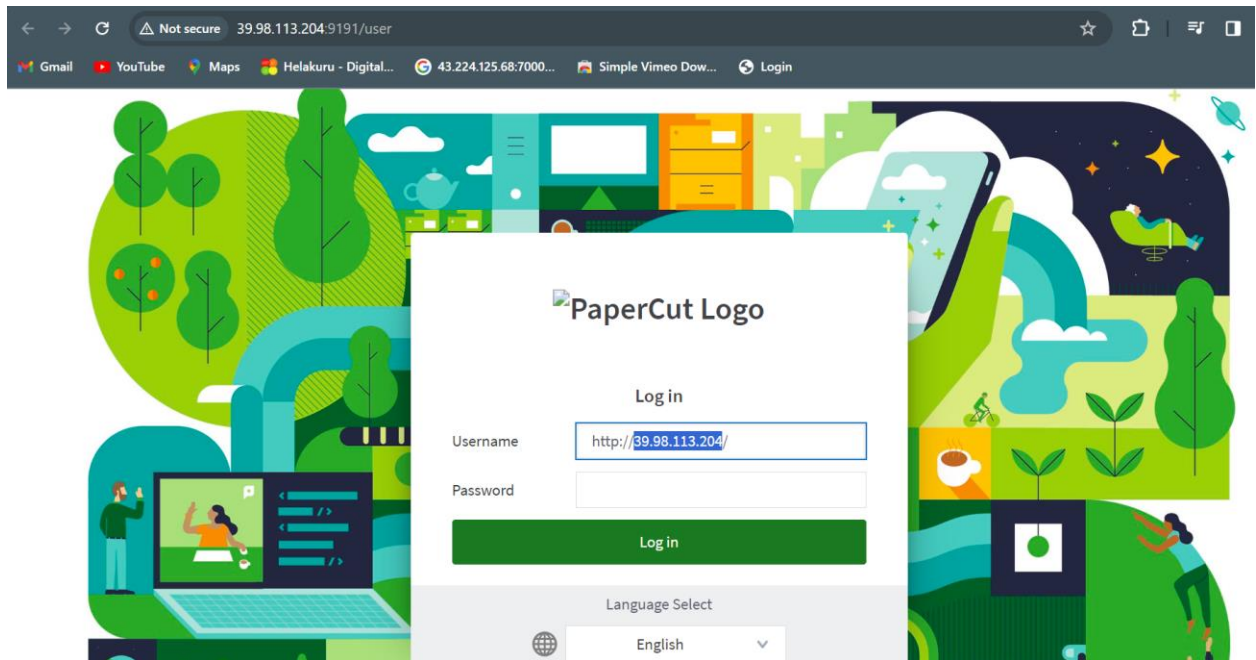 Not secure 39.98.113.204:9191/user
Gmail YouTube Maps Helakuru - Digital... 43.224.125.68:7000... Simple Vimeo Dow... Login
PaperCut Logo
Log in
Username http://39.98.113.204/
Password
Log in
Language Select
English